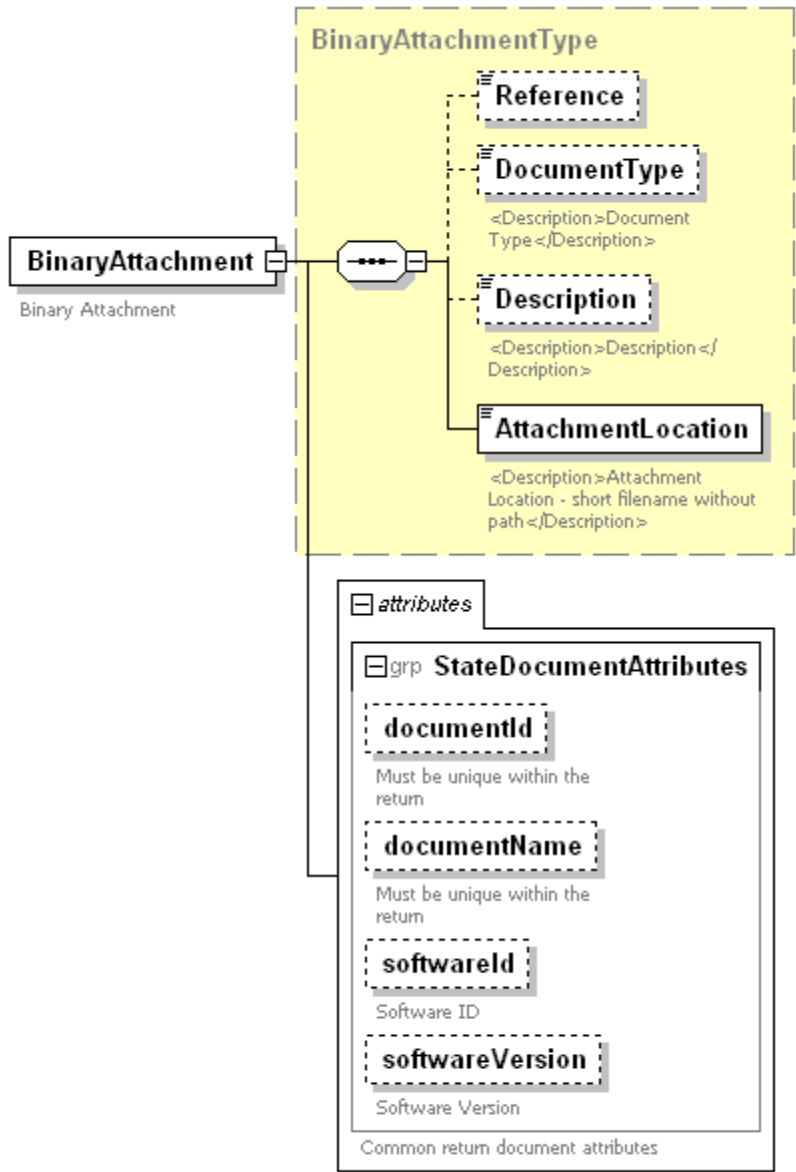 BinaryAttachmentType
Reference
DocumentType
<Description>Document
Type</Description>
BinaryAttachment
Binary Attachment
Description
<Description>Description</
Description>
AttachmentLocation
<Description>Attachment
Location - short filename without
path</Description>
attributes
grp StateDocumentAttributes
documentId
Must be unique within the
return
documentName
Must be unique within the
return
softwareId
Software ID
softwareVersion
Software Version
Common return document attributes